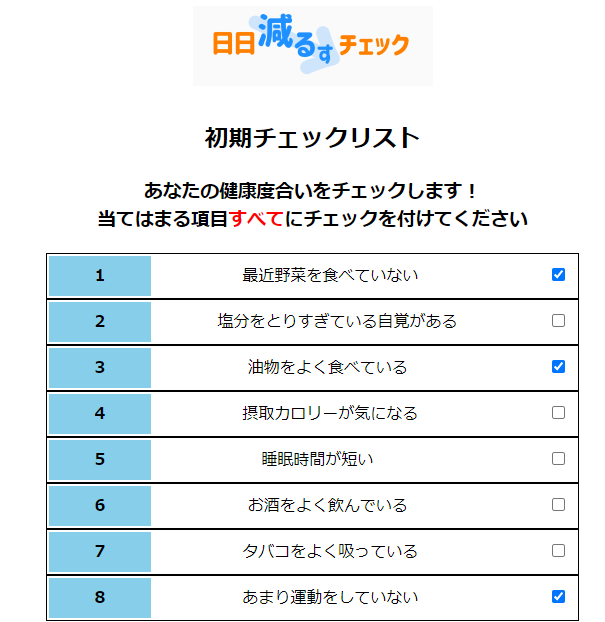 日日減るすチェック
初期チェックリスト
あなたの健康度合いをチェックします！
当てはまる項目すべてにチェックを付けてください
1 最近野菜を食べていない
2 塩分をとりすぎている自覚がある
3 油物をよく食べている
4 摂取カロリーが気になる
5 睡眠時間が短い
6 お酒をよく飲んでいる
7 タバコをよく吸っている
8 あまり運動をしていない